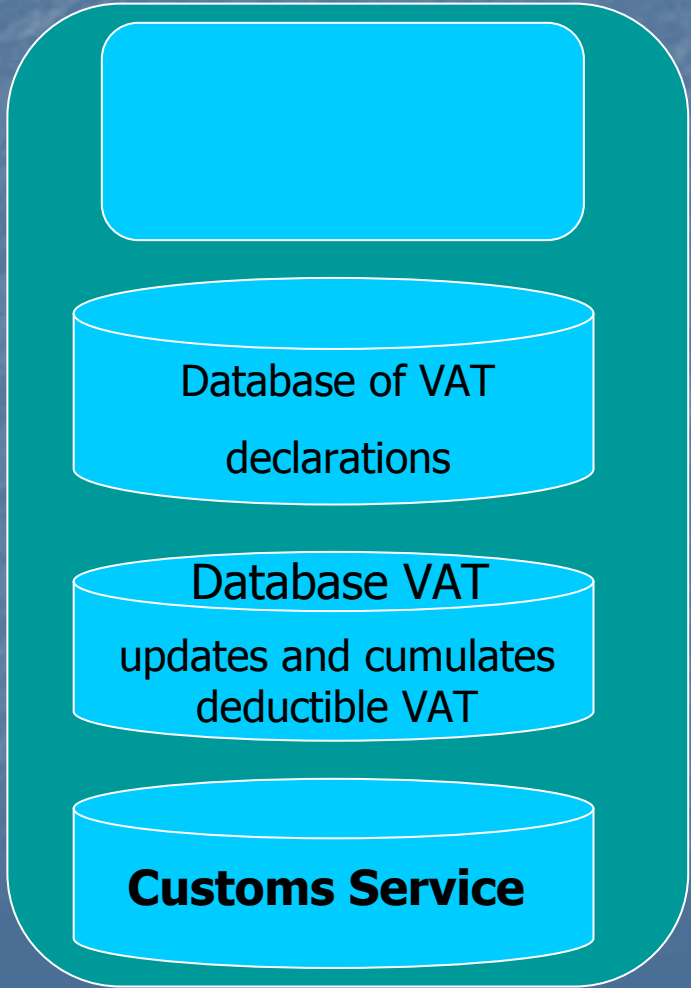 Database of VAT
declarations
Database VAT
updates and cumulates
deductible VAT
Customs Service